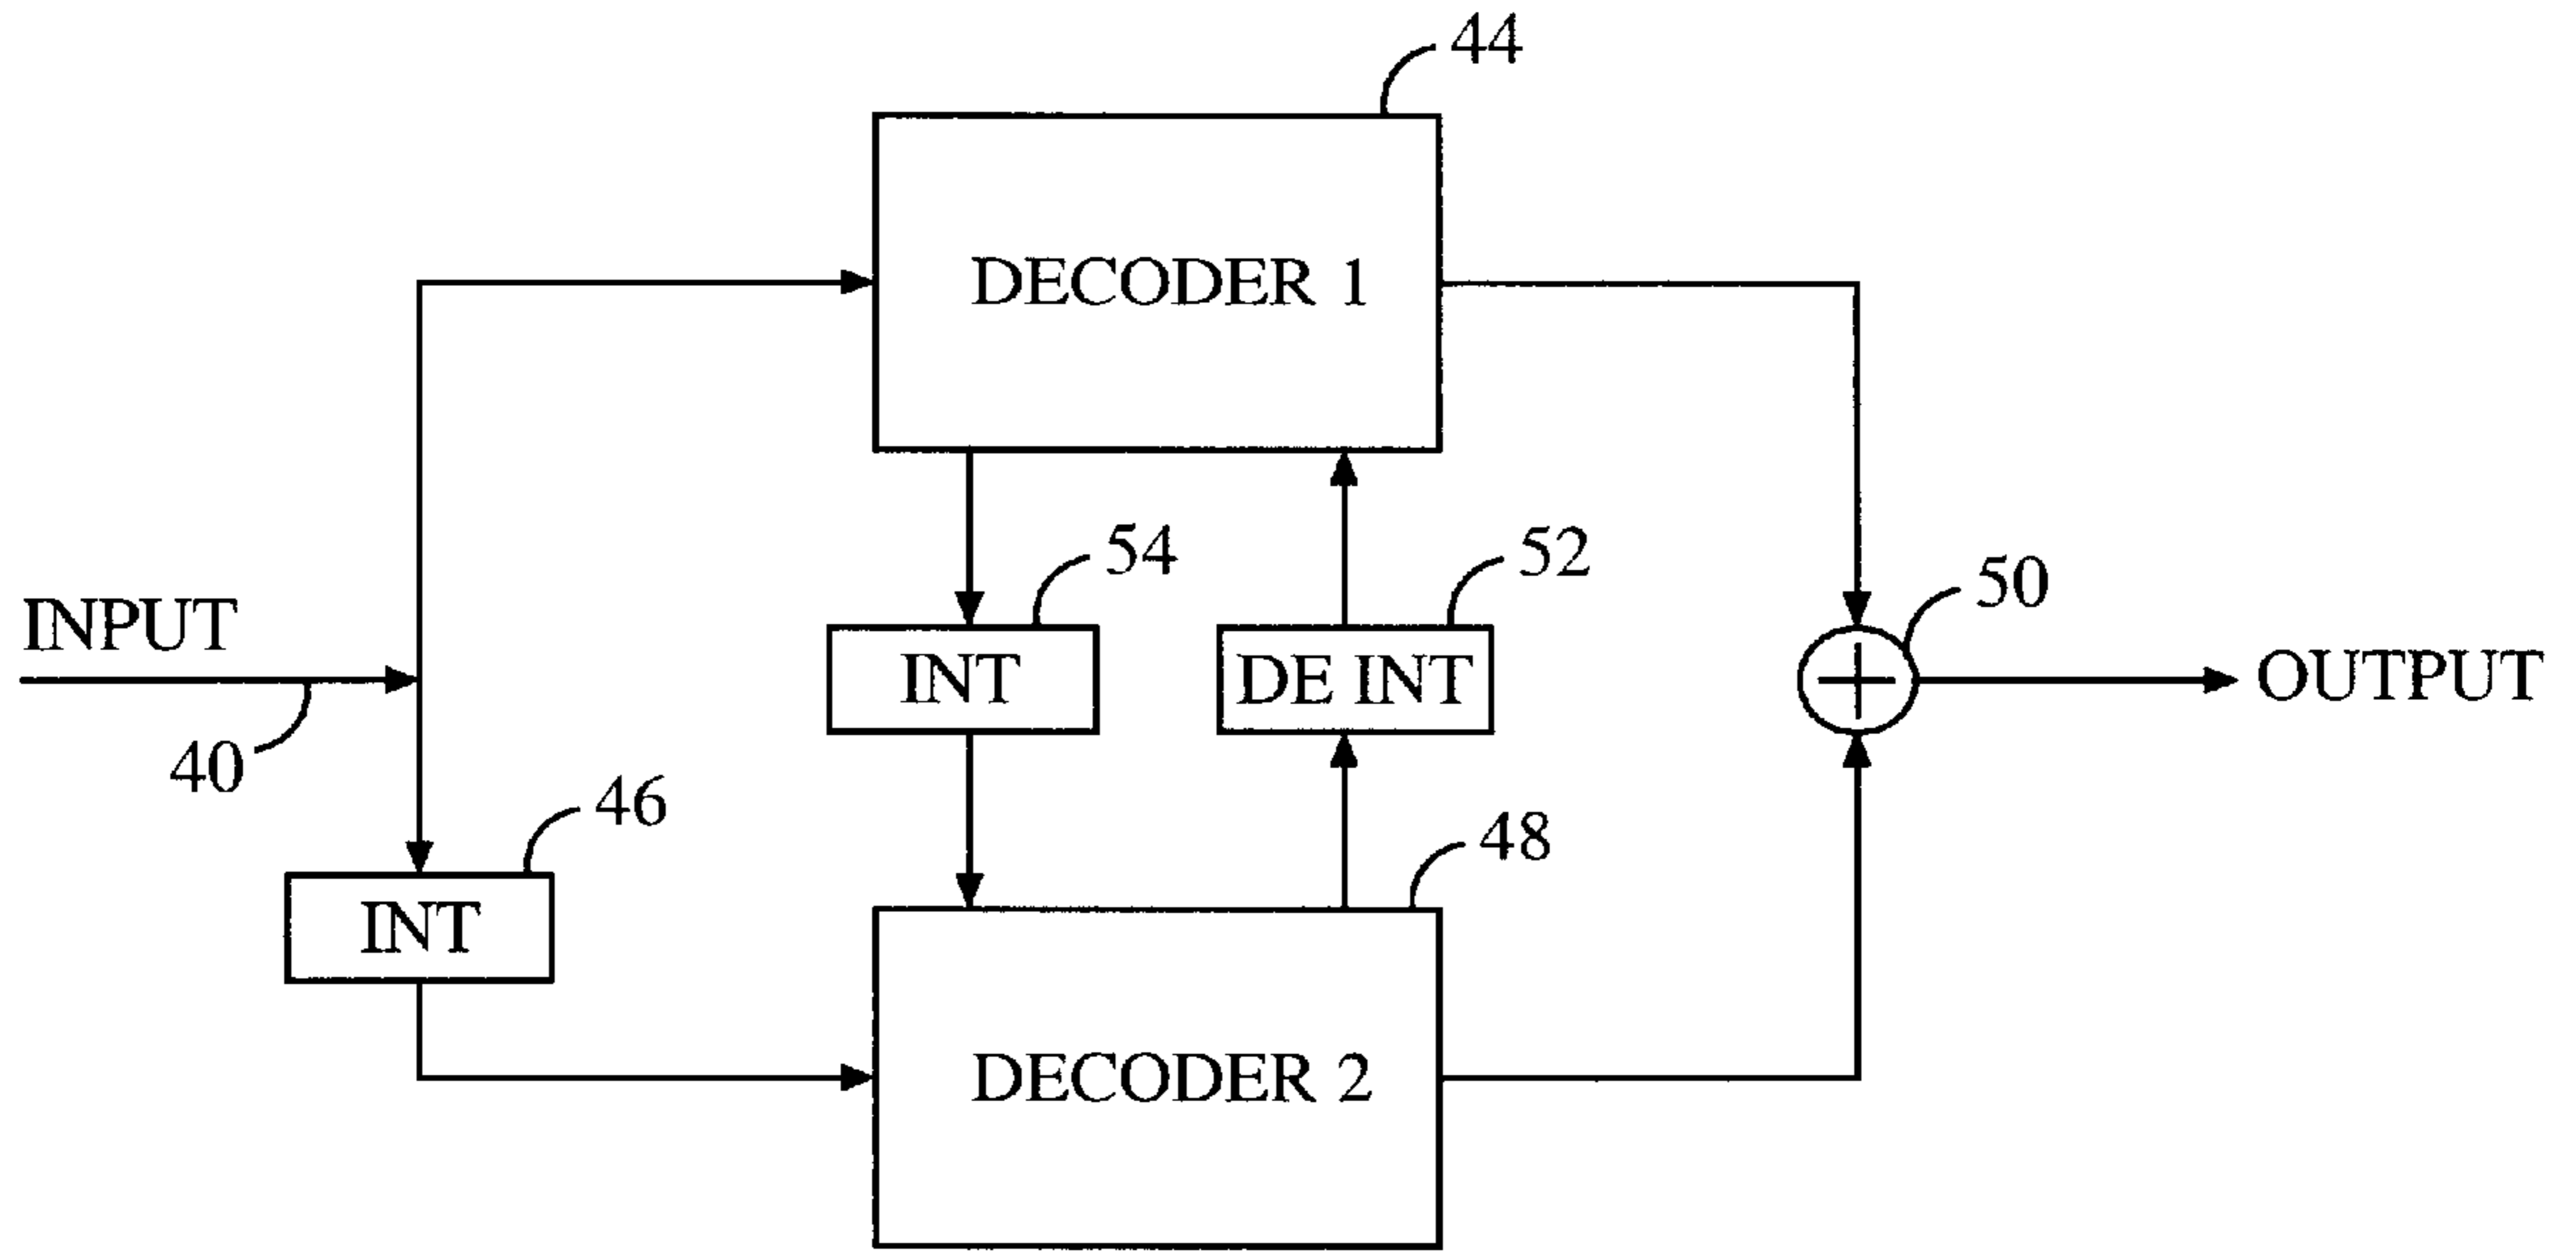 44
DECODER 1
54
52
50
INPUT
INT
DE INT
OUTPUT
40
46
48
INT
DECODER 2